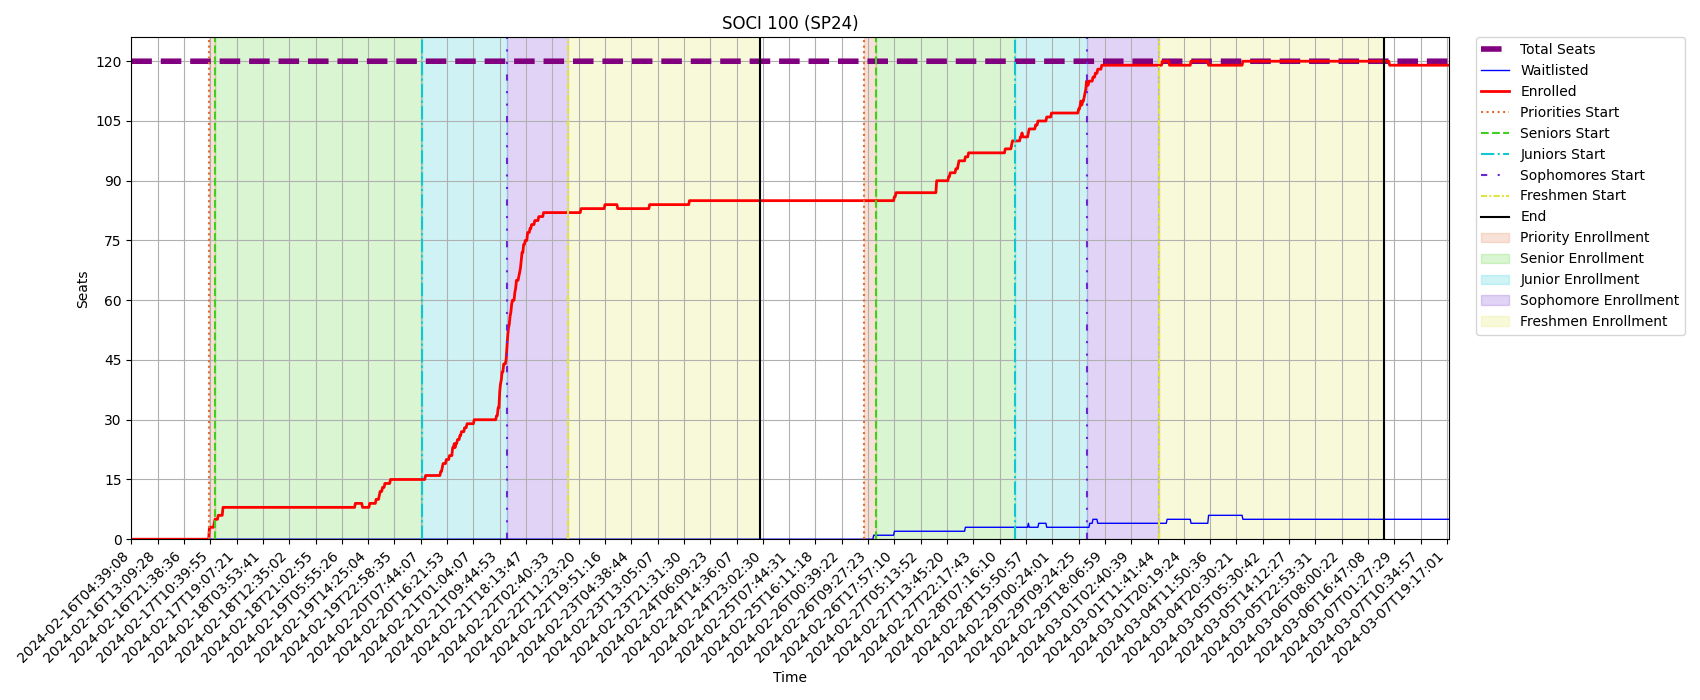 SOCI 100 (SP24)
Total Seats
Waitlisted
Enrolled
Priorities Start
Seniors Start
Juniors Start
Sophomores Start
Freshmen Start
End
Priority Enrollment
Senior Enrollment
Junior Enrollment
Sophomore Enrollment
Freshmen Enrollment
Seats
120
105
90
75
60
45
30
15
0
2024-02-16T04:39:08
2024-02-16T13:09:28
2024-02-16T21:38:36
2024-02-17T10:39:55
2024-02-17T19:07:21
2024-02-18T03:53:41
2024-02-18T12:35:02
2024-02-18T21:02:55
2024-02-19T05:55:26
2024-02-19T14:25:04
2024-02-19T22:58:35
2024-02-20T07:44:07
2024-02-20T16:21:53
2024-02-21T01:04:07
2024-02-21T09:44:53
2024-02-21T18:13:47
2024-02-22T02:40:33
2024-02-22T11:23:20
2024-02-22T19:51:16
2024-02-23T04:38:44
2024-02-23T13:05:07
2024-02-23T21:31:30
2024-02-24T06:09:23
2024-02-24T14:36:07
2024-02-24T23:02:30
2024-02-25T07:44:31
2024-02-25T16:11:18
2024-02-26T00:39:22
2024-02-26T09:27:23
2024-02-26T17:57:10
2024-02-27T05:13:52
2024-02-27T13:45:20
2024-02-27T22:17:43
2024-02-28T07:16:10
2024-02-28T15:50:57
2024-02-29T00:24:01
2024-02-29T09:24:25
2024-02-29T18:06:59
2024-03-01T02:40:39
2024-03-01T11:41:44
2024-03-01T20:19:24
2024-03-04T11:50:36
2024-03-04T20:30:21
2024-03-05T05:30:42
2024-03-05T14:12:27
2024-03-05T22:53:31
2024-03-06T08:00:22
2024-03-06T16:47:08
2024-03-07T01:27:29
2024-03-07T10:34:57
2024-03-07T19:17:01
Time